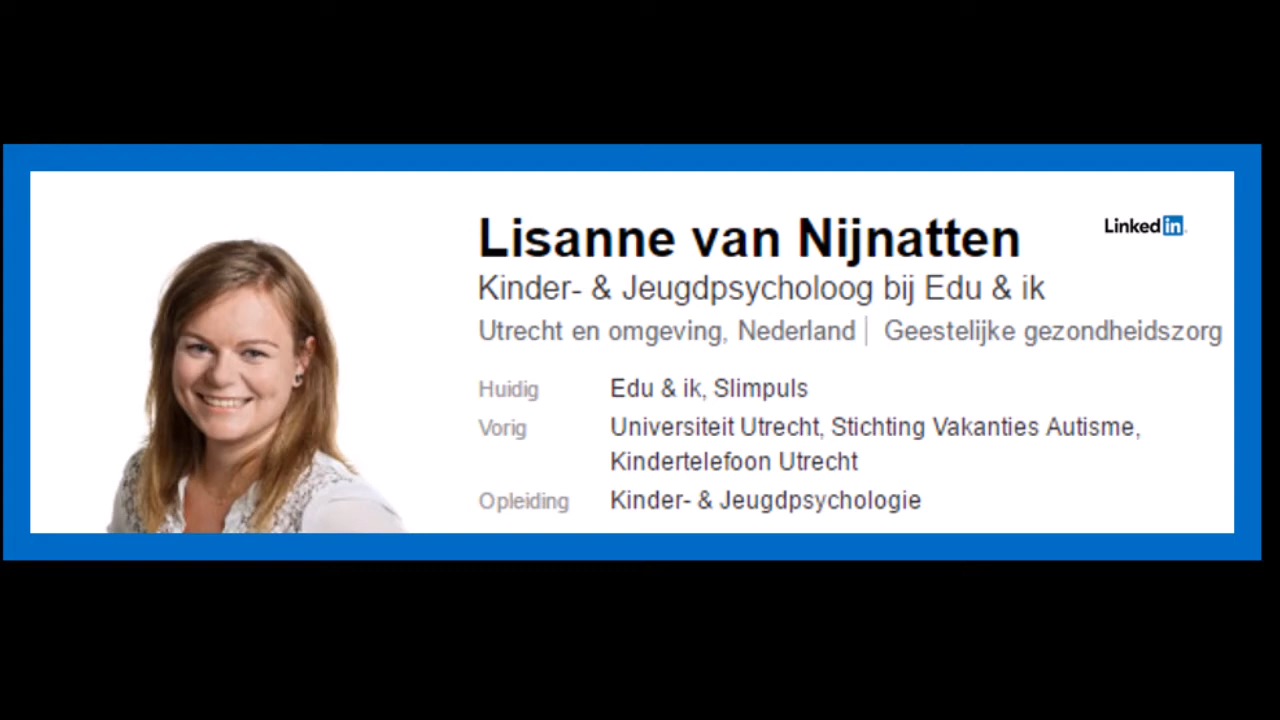 Lisanne van Nijnatten
LinkedIn
Kinder- & Jeugdpsycholoog bij Edu & ik
Utrecht en omgeving, Nederland | Geestelijke gezondheidszorg
Huidig Edu & ik, Slimpuls
Vorig Universiteit Utrecht, Stichting Vakanties Autisme,
Kindertelefoon Utrecht
Opleiding Kinder- & Jeugdpsychologie